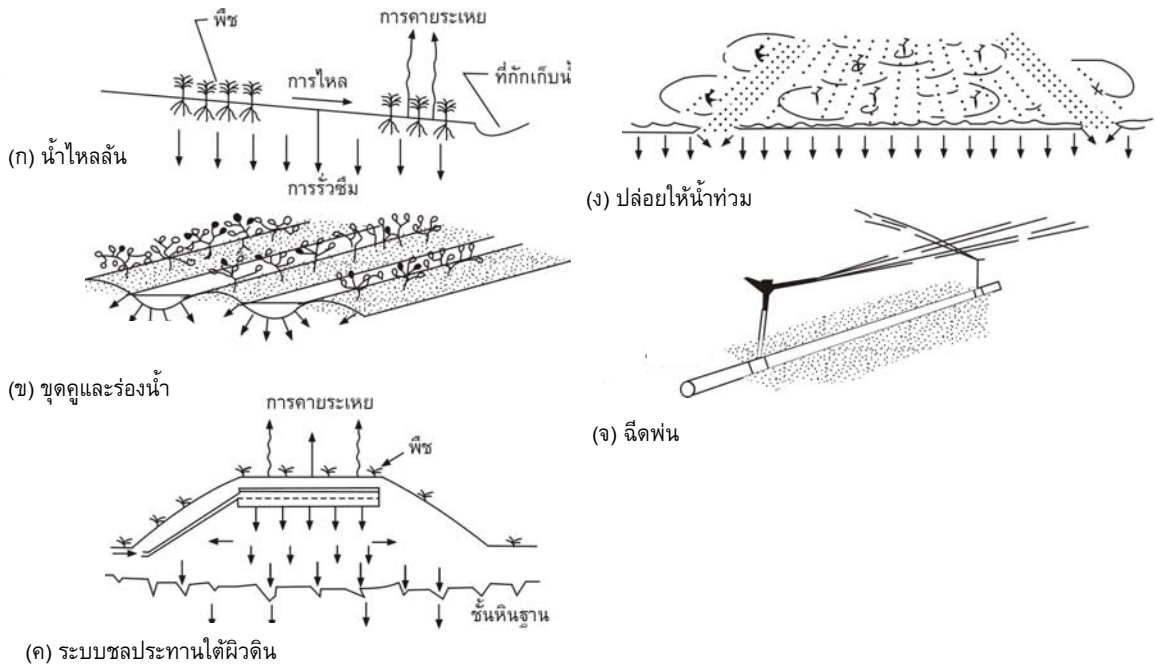 พืช
การคายระเหย
การไหล
ที่กักเก็บน้ำ
(ก) น้ำไหลล้น
การรั่วซึม
(ข) ขุดคูและร่องน้ำ
การคายระเหย
พืช
ชั้นหินฐาน
(ค) ระบบชลประทานใต้ผิวดิน
(ง) ปล่อยให้น้ำท่วม
(จ) ฉีดพ่น